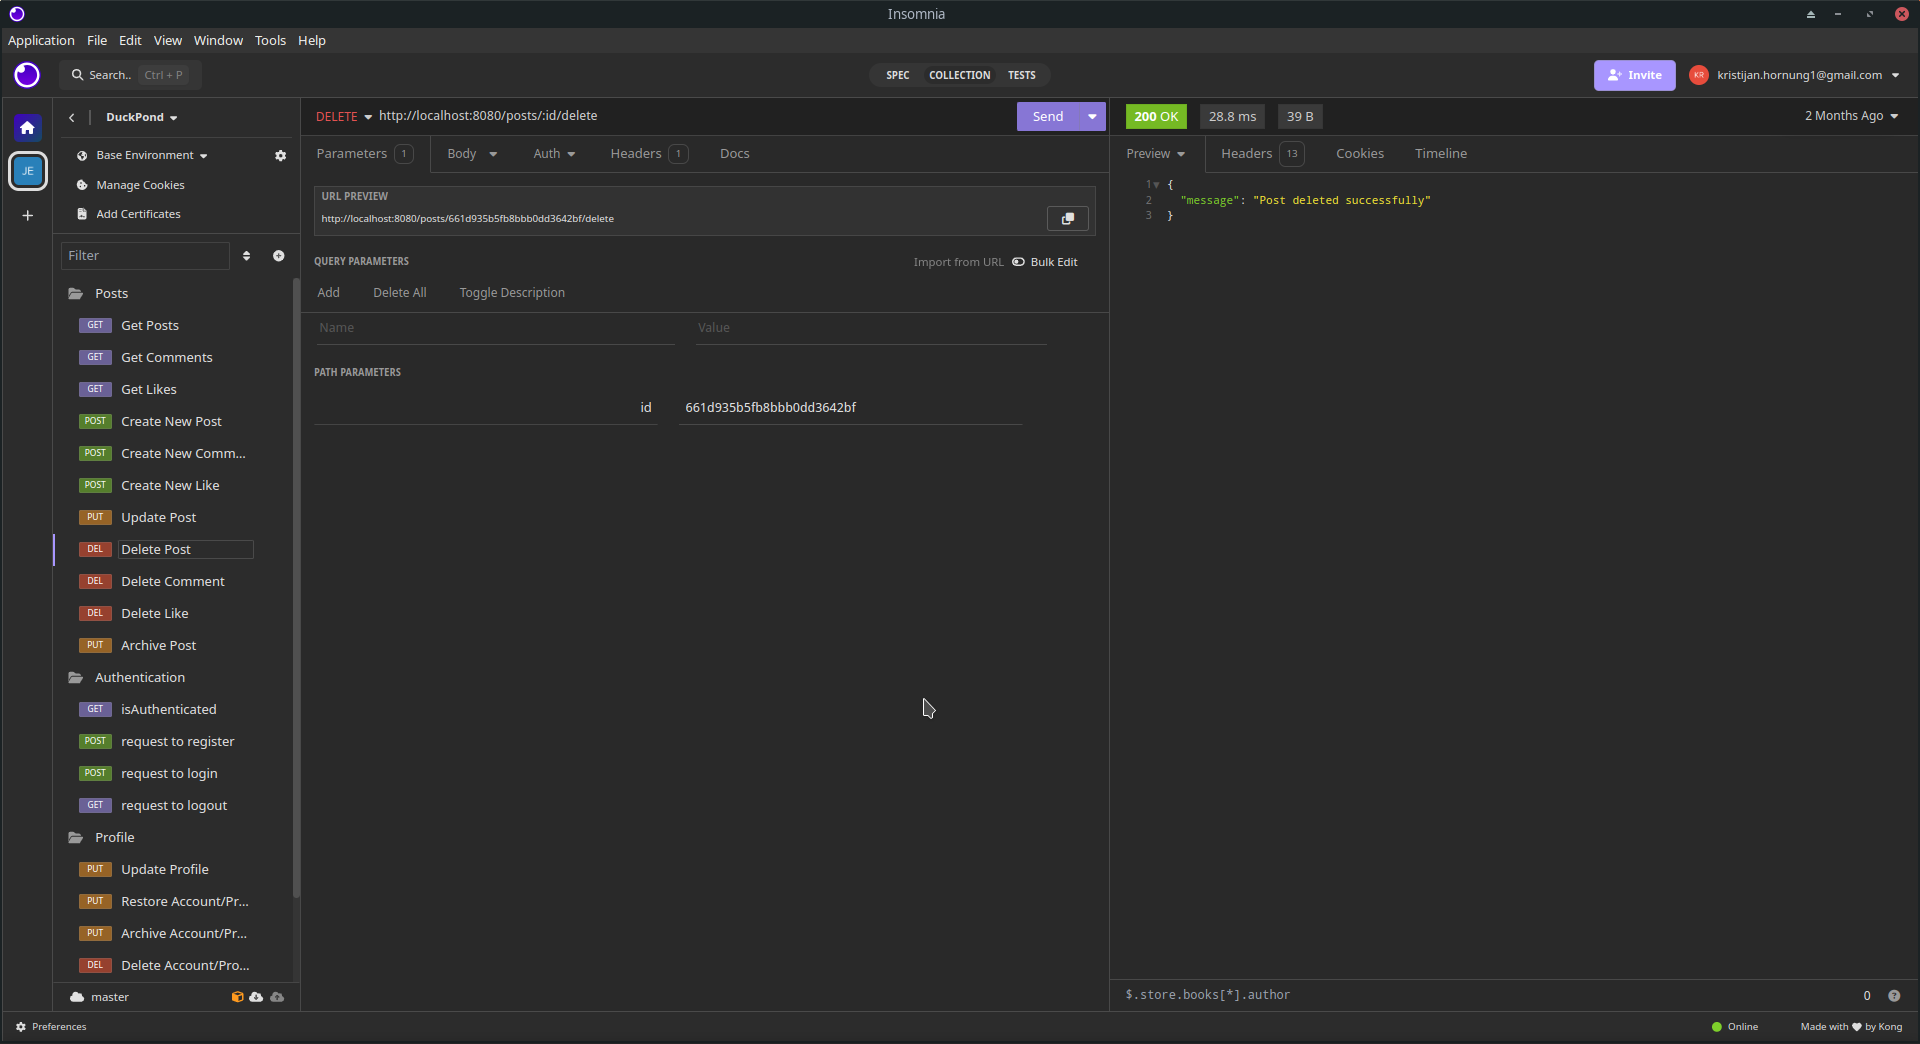 Insomnia
Application File Edit View Window Tools Help
Search.. Ctrl + P
SPEC COLLECTION TESTS
Invite
KR kristijan.hornung1@gmail.com
JE
DuckPond
Base Environment
Manage Cookies
Add Certificates
Filter
Posts
GET Get Posts
GET Get Comments
GET Get Likes
POST Create New Post
POST Create New Comm...
POST Create New Like
PUT Update Post
DEL Delete Post
DEL Delete Comment
DEL Delete Like
PUT Archive Post
Authentication
GET isAuthenticated
POST request to register
POST request to login
GET request to logout
Profile
PUT Update Profile
PUT Restore Account/Pr...
PUT Archive Account/Pr...
DEL Delete Account/Pro...
master
DELETE http://localhost:8080/posts/:id/delete Send
Parameters 1 Body Auth Headers 1 Docs
URL PREVIEW
http://localhost:8080/posts/661d935b5fb8bbb0dd3642bf/delete
QUERY PARAMETERS Import from URL Bulk Edit
Add Delete All Toggle Description
Name Value
PATH PARAMETERS
id 661d935b5fb8bbb0dd3642bf
200 OK 28.8 ms 39 B 2 Months Ago
Preview Headers 13 Cookies Timeline
1 {
2 "message": "Post deleted successfully"
3 }
$.store.books[*].author 0 ?
Preferences Online Made with ♥ by Kong